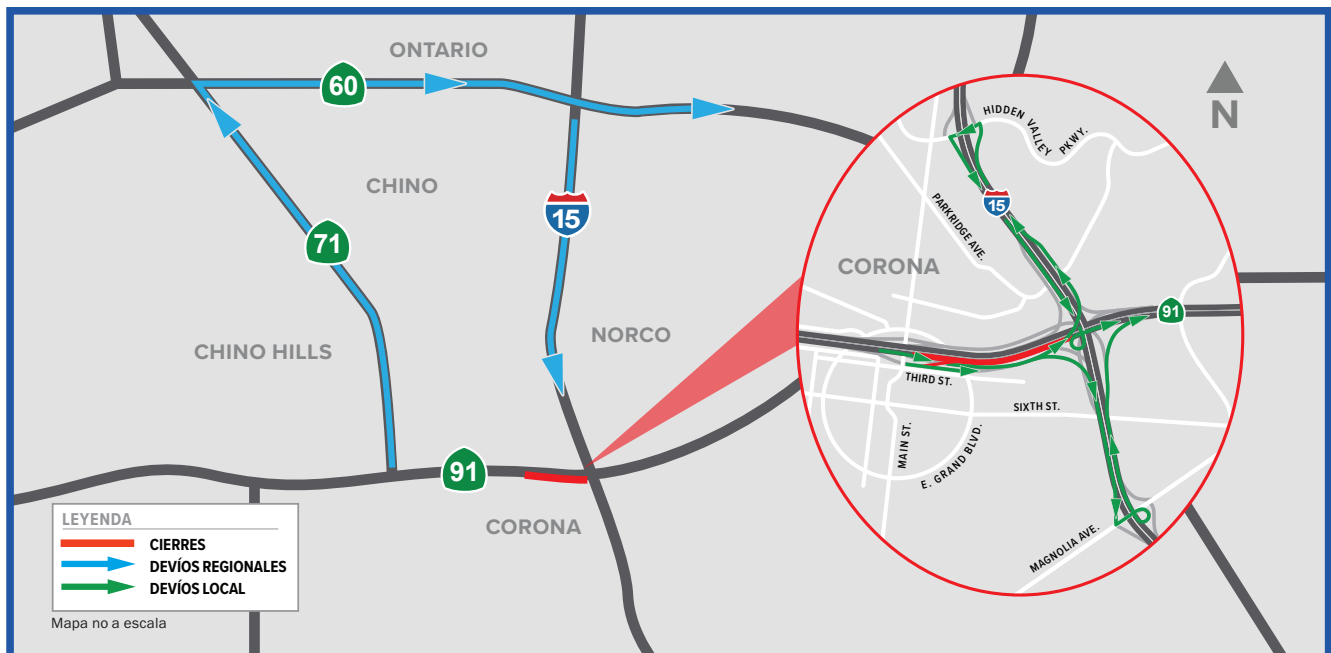 ONTARIO
60
N
HIDDEN VALLEY PKWY.
CHINO
15
15
PARKRIDGE AVE.
71
CORONA
91
NORCO
CHINO HILLS
THIRD ST.
SIXTH ST.
MAIN ST.
E. GRAND BLVD.
91
CORONA
MAGNOLIA AVE.
LEYENDA
CIERRES
DEVÍOS REGIONALES
DEVÍOS LOCAL
Mapa no a escala